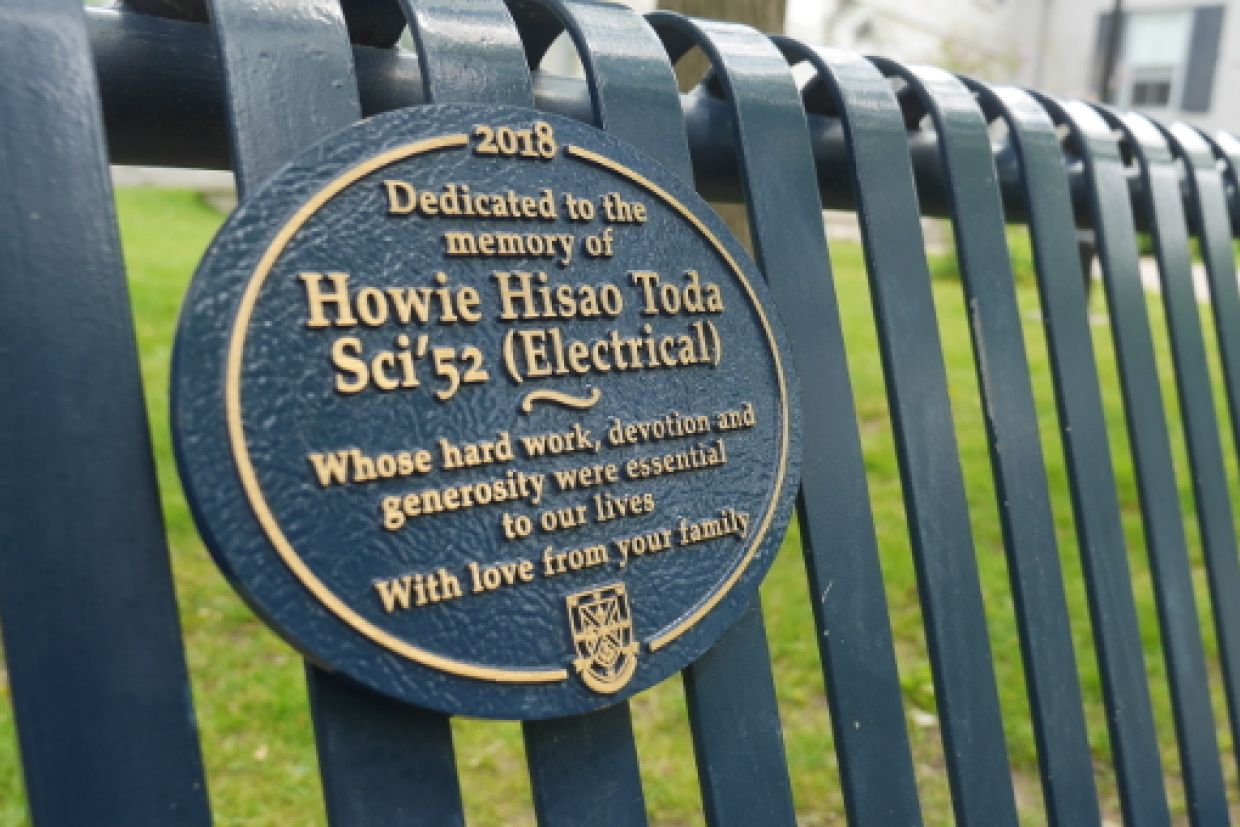 2018
Dedicated to the
memory of
Howie Hisao Toda
Sci'52 (Electrical)
Whose hard work, devotion and
generosity were essential
to our lives
With love from your family